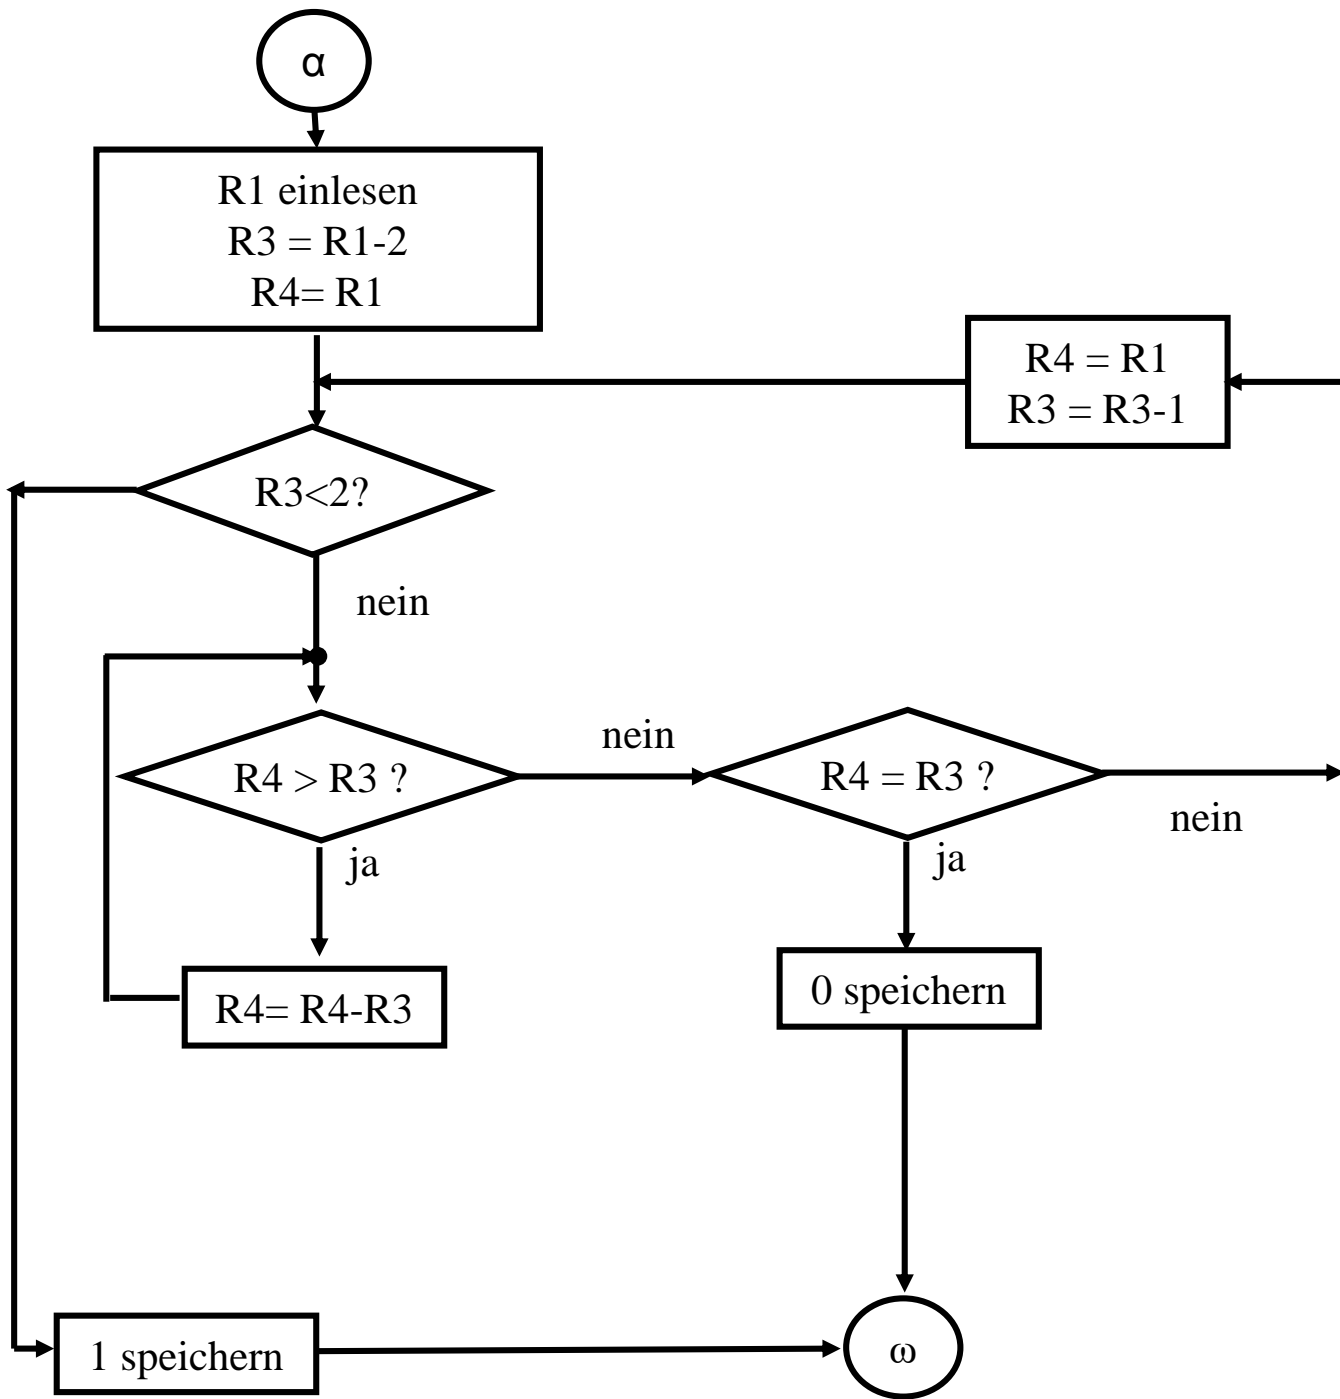 α
R1 einlesen
R3 = R1-2
R4= R1
R4 = R1
R3 = R3-1
R3<2?
nein
R4 > R3 ?
nein
R4 = R3 ?
nein
ja
ja
R4= R4-R3
0 speichern
1 speichern
ω